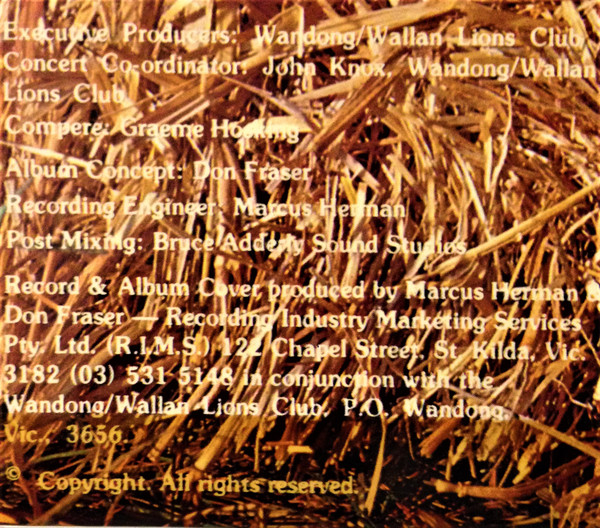 Executive Producers: Wandong/Wallan Lions Club
Concert Co-ordinator: John Knox, Wandong/Wallan
Lions Club
Compere: Graeme Hosking
Album Concept: Don Fraser
Recording Engineer: Marcus Herman
Post Mixing: Bruce Adderly Sound Studios
Record & Album Cover produced by Marcus Herman &
Don Fraser — Recording Industry Marketing Services
Pty. Ltd. (R.I.M.S.) 122 Chapel Street, St. Kilda, Vic.
3182 (03) 531 5148 in conjunction with the
Wandong/Wallan Lions Club, P.O. Wandong,
Vic., 3656.
© Copyright. All rights reserved.